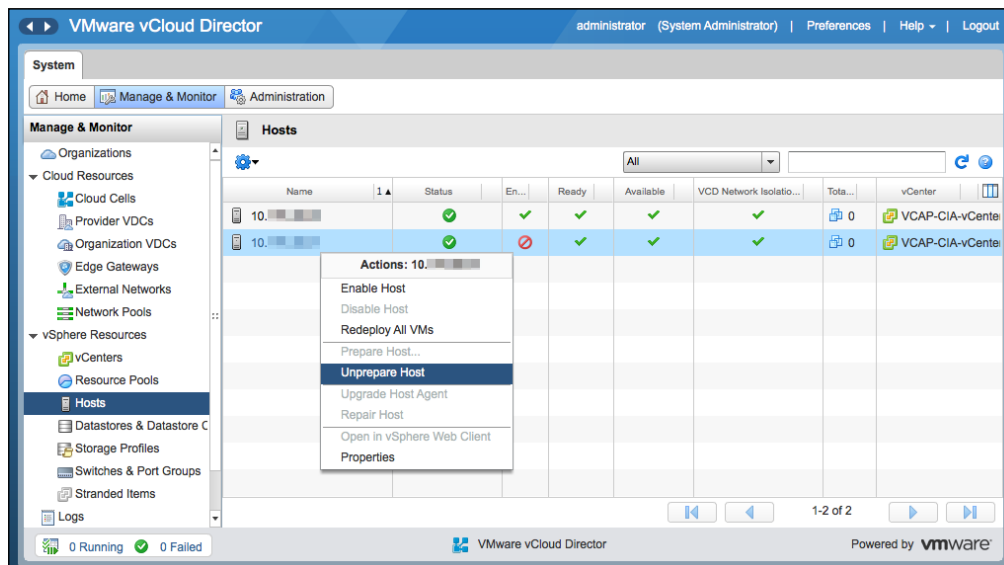 VMware vCloud Director
administrator (System Administrator) | Preferences | Help | Logout
System
Home Manage & Monitor Administration
Manage & Monitor
Hosts
Organizations
Cloud Resources
Cloud Cells
Provider VDCs
Organization VDCs
Edge Gateways
External Networks
Network Pools
vSphere Resources
vCenters
Resource Pools
Hosts
Datastores & Datastore C
Storage Profiles
Switches & Port Groups
Stranded Items
Logs
All
Name 1 Status En... Ready Available VCD Network Isolatio... Tota... vCenter
10. 0 VCAP-CIA-vCenter
10. 0 VCAP-CIA-vCenter
Actions: 10.
Enable Host
Disable Host
Redeploy All VMs
Prepare Host...
Unprepare Host
Upgrade Host Agent
Repair Host
Open in vSphere Web Client
Properties
1-2 of 2
0 Running 0 Failed
VMware vCloud Director
Powered by vmware